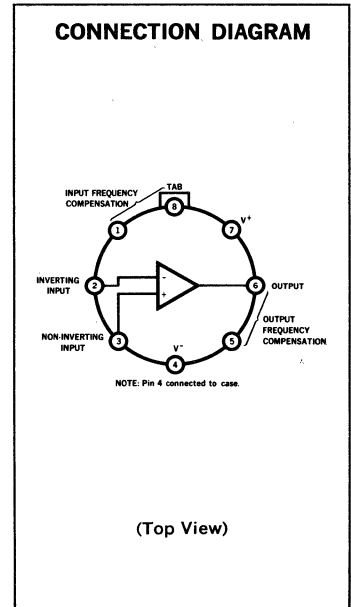 CONNECTION DIAGRAM
INPUT FREQUENCY
COMPENSATION
TAB
8
1
7
V+
INVERTING
INPUT
2
-
+
6
OUTPUT
NON-INVERTING
INPUT
3
V-
4
5
OUTPUT
FREQUENCY
COMPENSATION
NOTE: Pin 4 connected to case.
(Top View)